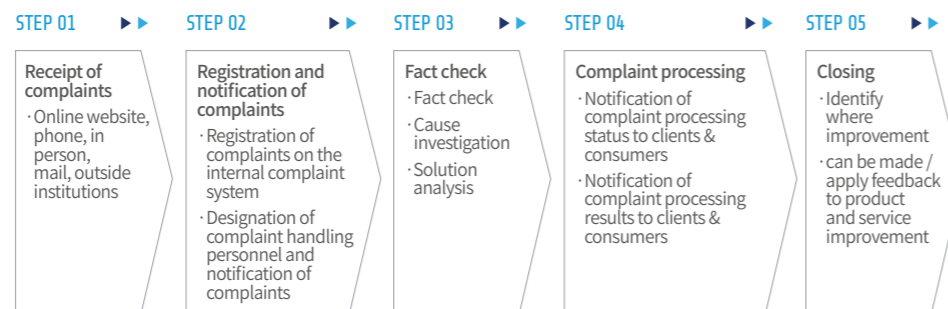 STEP 01
Receipt of
complaints
· Online website,
phone, in
person,
mail, outside
institutions
STEP 02
Registration and
notification of
complaints
· Registration of
complaints on the
internal complaint
system
· Designation of
complaint handling
personnel and
notification of
complaints
STEP 03
Fact check
· Fact check
· Cause
investigation
· Solution
analysis
STEP 04
Complaint processing
· Notification of
complaint processing
status to clients &
consumers
· Notification of
complaint processing
results to clients &
consumers
STEP 05
Closing
· Identify
where
improvement
· can be made /
apply feedback
to product
and service
improvement